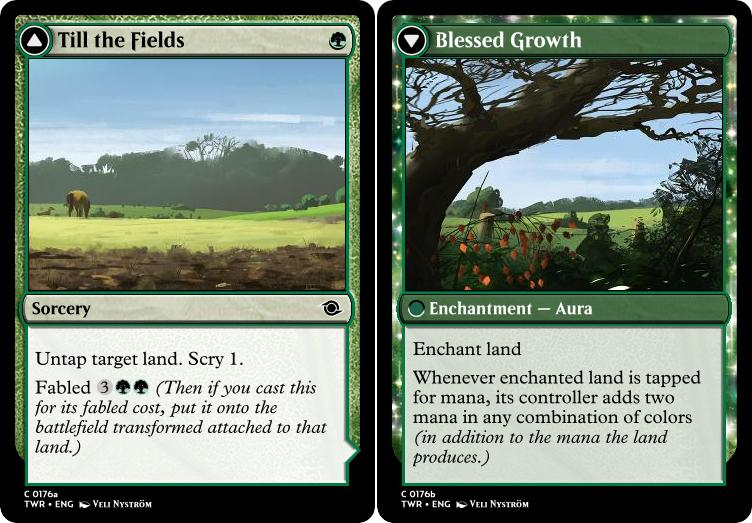 Till the Fields
Sorcery
Untap target land. Scry 1.
Fabled 3 (Then if you cast this
for its fabled cost, put it onto the
battlefield transformed attached to that
land.)
C 0176a
TWR • ENG VELI NYSTRÖM
Blessed Growth
Enchantment — Aura
Enchant land
Whenever enchanted land is tapped
for mana, its controller adds two
mana in any combination of colors
(in addition to the mana the land
produces.)
C 0176b
TWR • ENG VELI NYSTRÖM